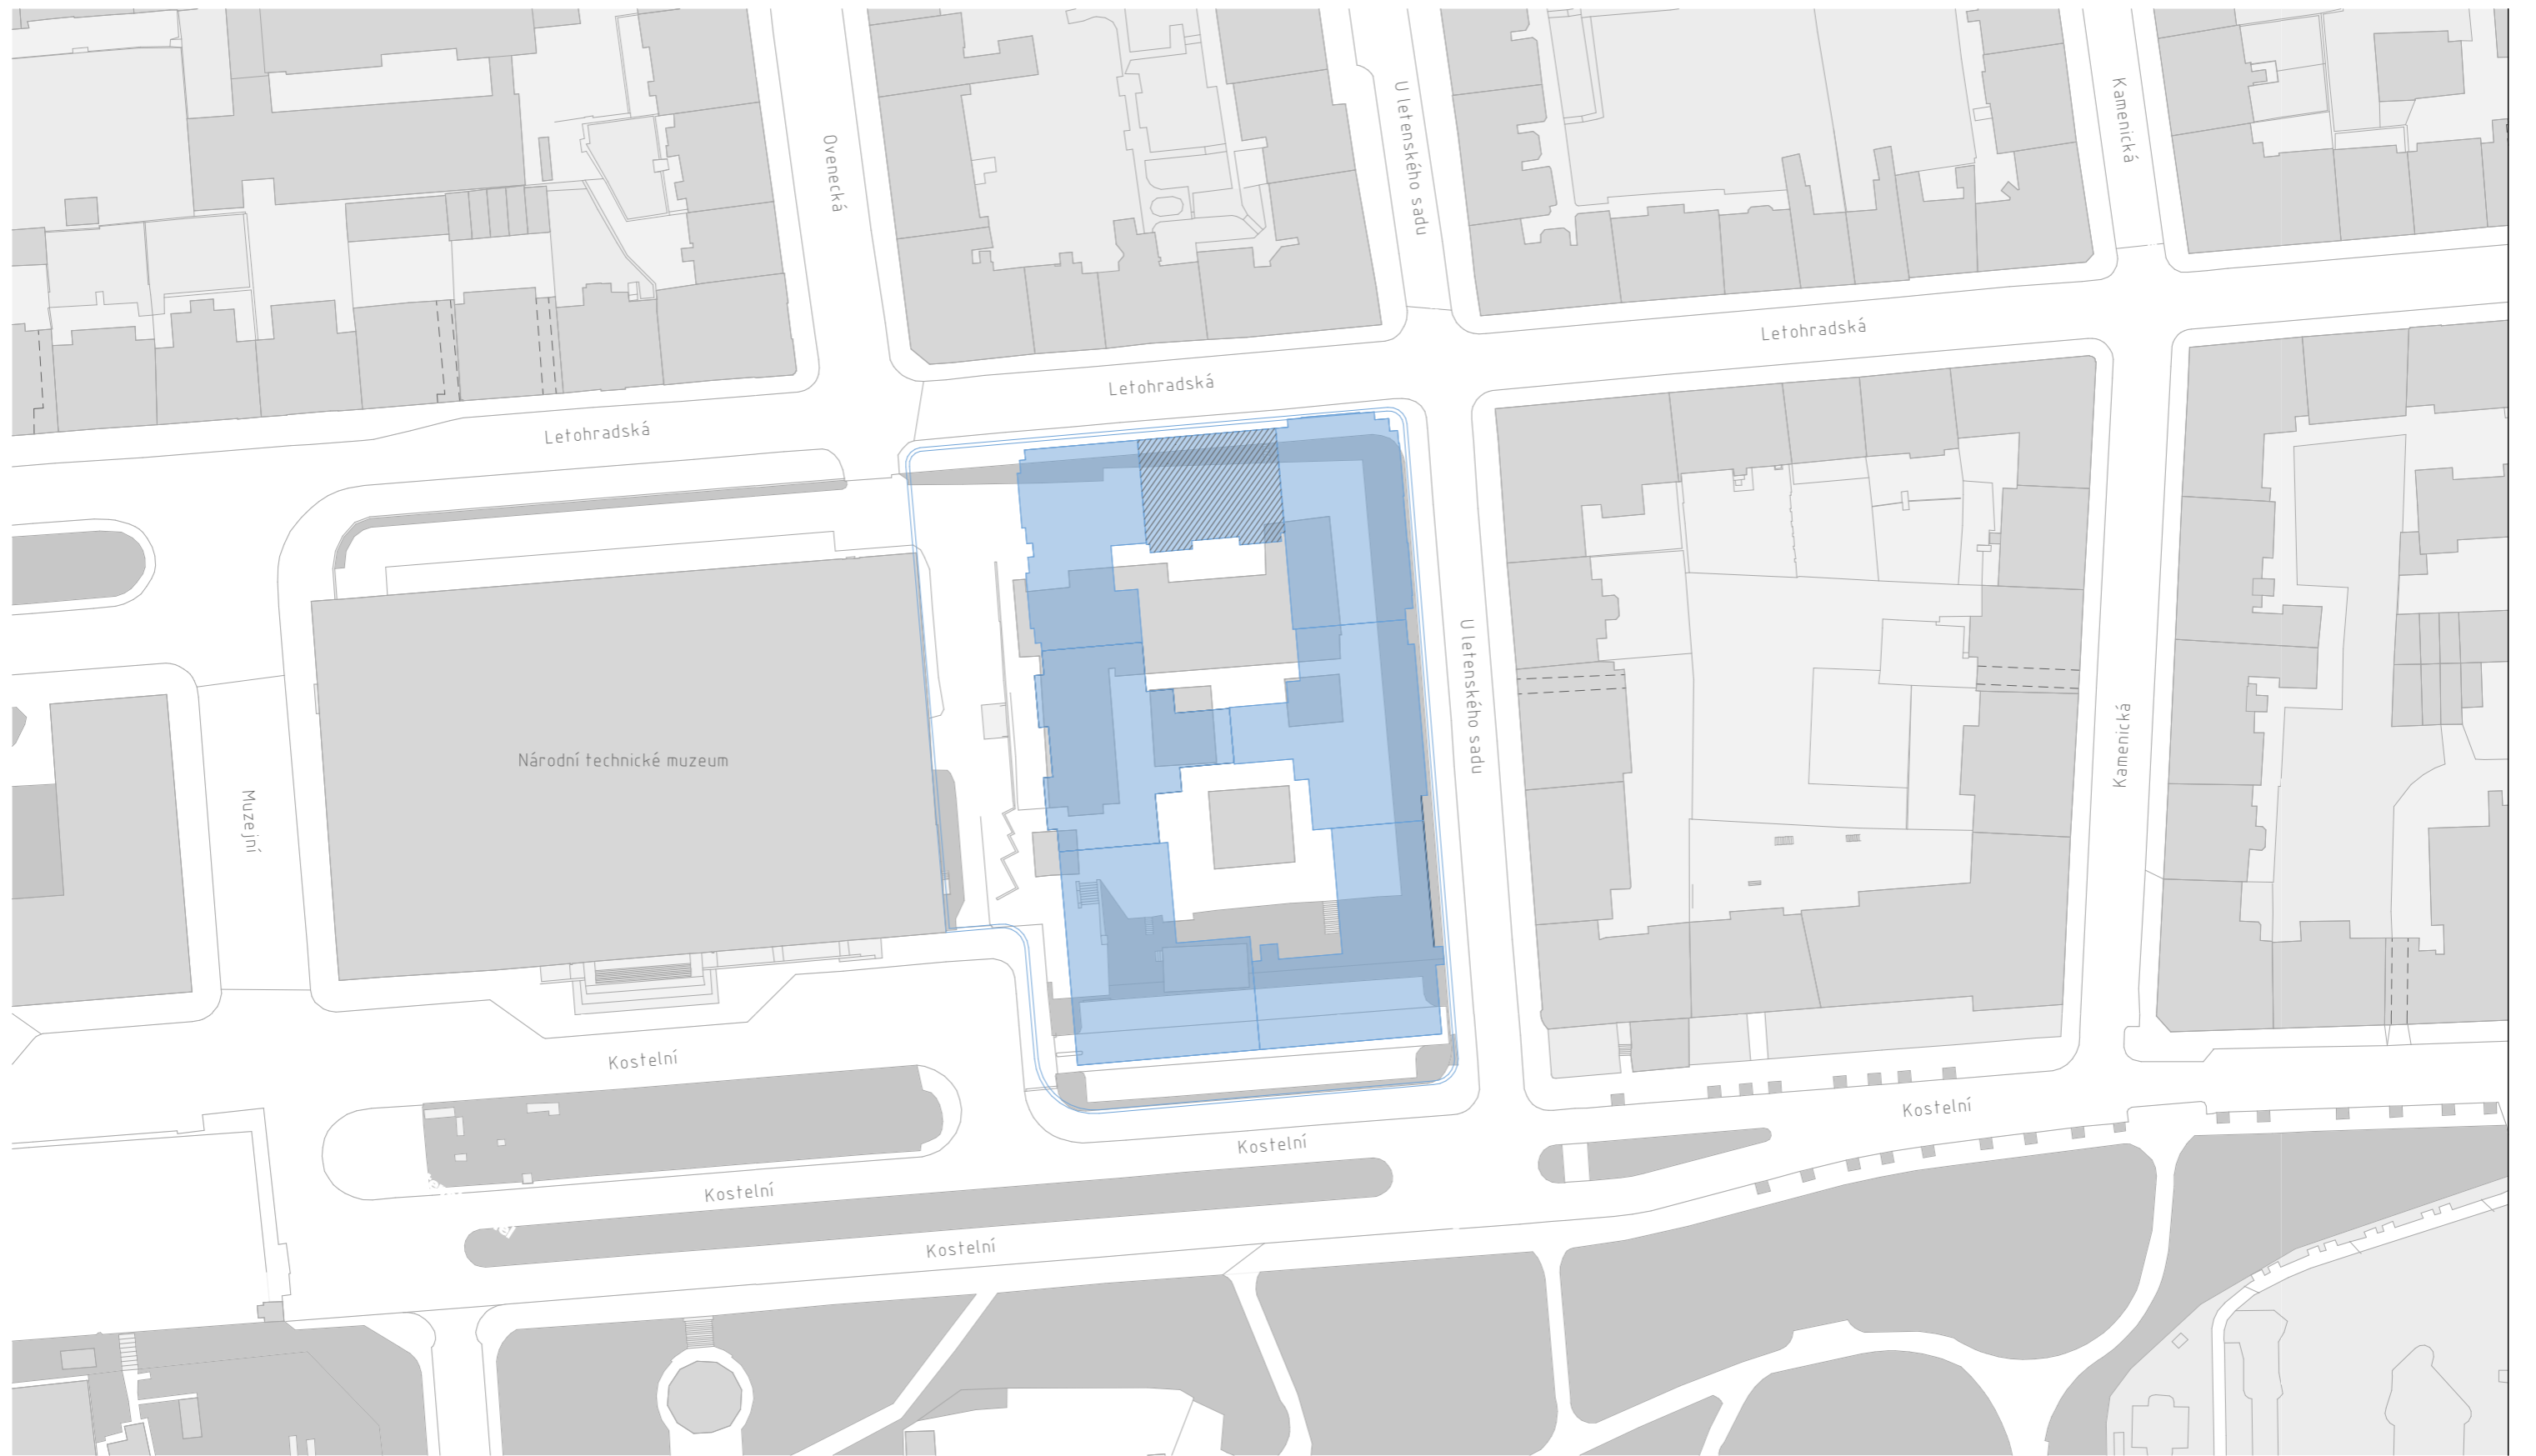 Ovenecká
U letenského sadu
Kamenická
Letohradská
Letohradská
Letohradská
U letenského sadu
Kamenická
Národní technické muzeum
Muzejní
Kostelní
Kostelní
Kostelní
Kostelní
Kostelní